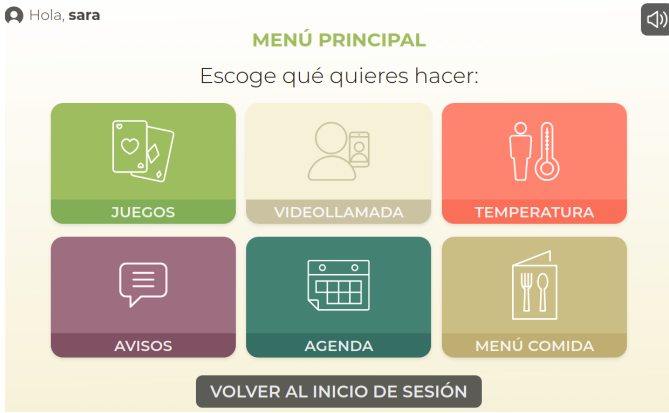 Hola, sara
MENÚ PRINCIPAL
Escoge qué quieres hacer:
JUEGOS
VIDEOLLAMADA
TEMPERATURA
AVISOS
AGENDA
MENÚ COMIDA
VOLVER AL INICIO DE SESIÓN